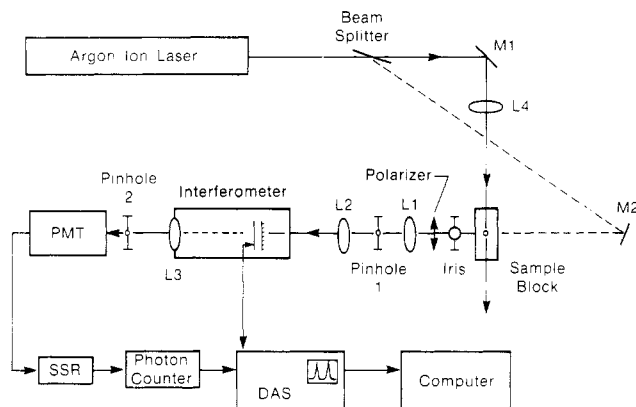 Beam
Splitter
Argon Ion Laser
M1
L4
Polarizer
Pinhole
2
Interferometer
L2
L1
M2
PMT
L3
Pinhole
1
Iris
Sample
Block
SSR
Photon
Counter
DAS
Computer